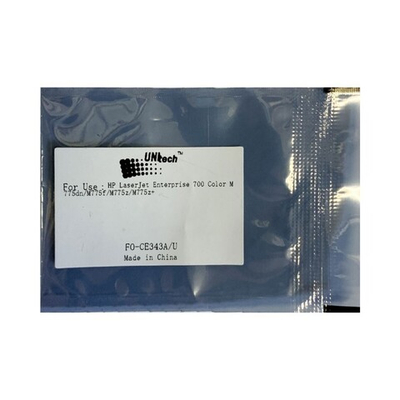 UNItech™
For Use : HP LaserJet Enterprise 700 Color M
775dn/M775f/M775z/M775z+
FO-CE343A/U
Made in China